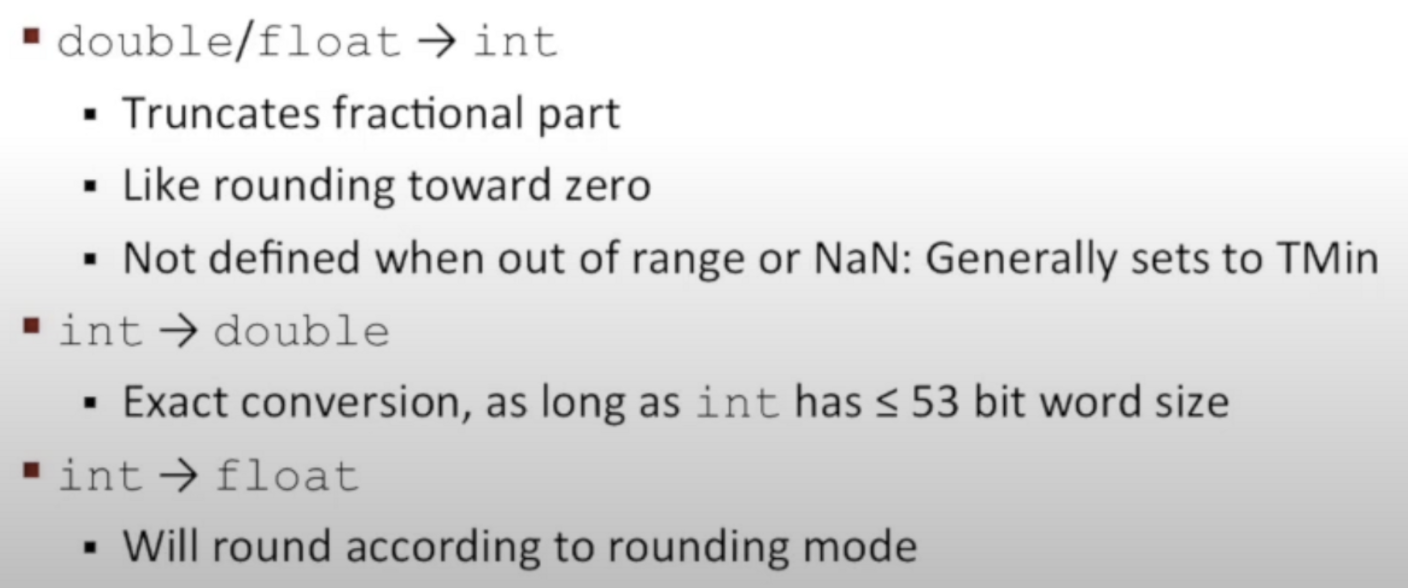 ▪ double/float → int
▪ Truncates fractional part
▪ Like rounding toward zero
▪ Not defined when out of range or NaN: Generally sets to TMin
▪ int → double
▪ Exact conversion, as long as int has ≤ 53 bit word size
▪ int → float
▪ Will round according to rounding mode